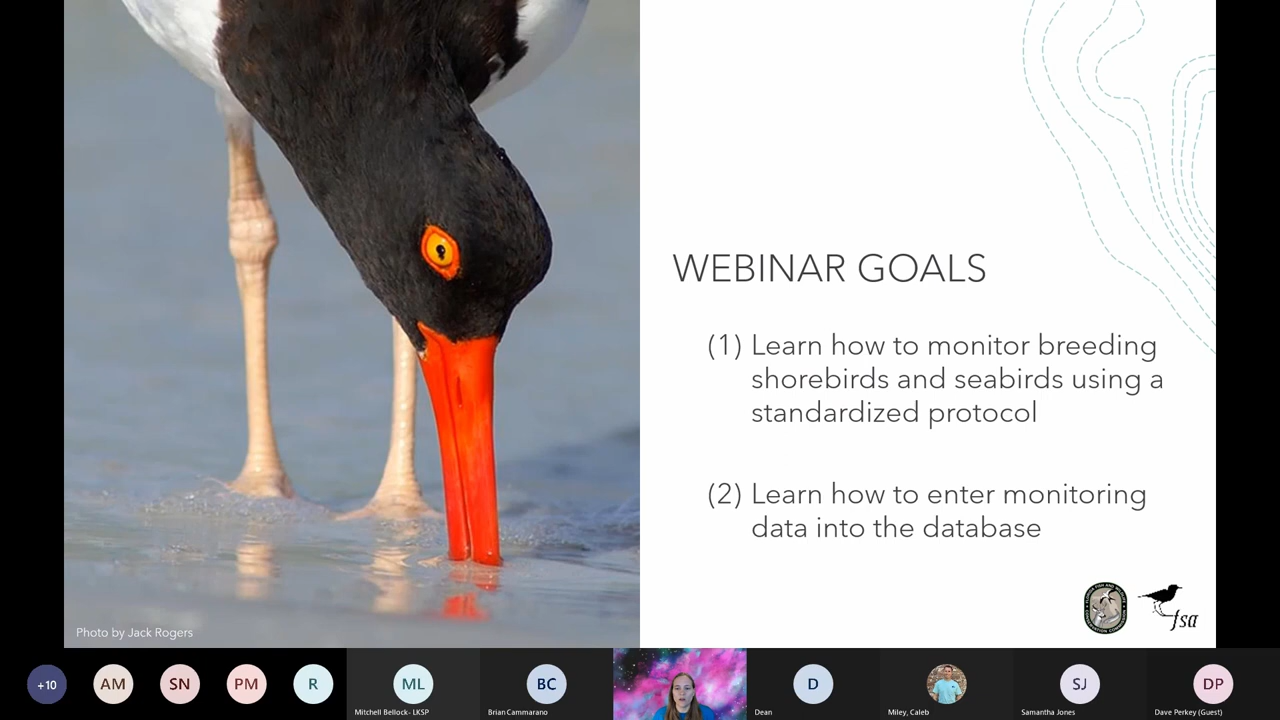 WEBINAR GOALS
(1) Learn how to monitor breeding
shorebirds and seabirds using a
standardized protocol
(2) Learn how to enter monitoring
data into the database
fsa
Photo by Jack Rogers
+10
AM
SN
PM
R
ML
BC
D
SJ
DP
Mitchell Bellock- LKSP
Brian Cammarano
Dean
Miley, Caleb
Samantha Jones
Dave Perkey (Guest)